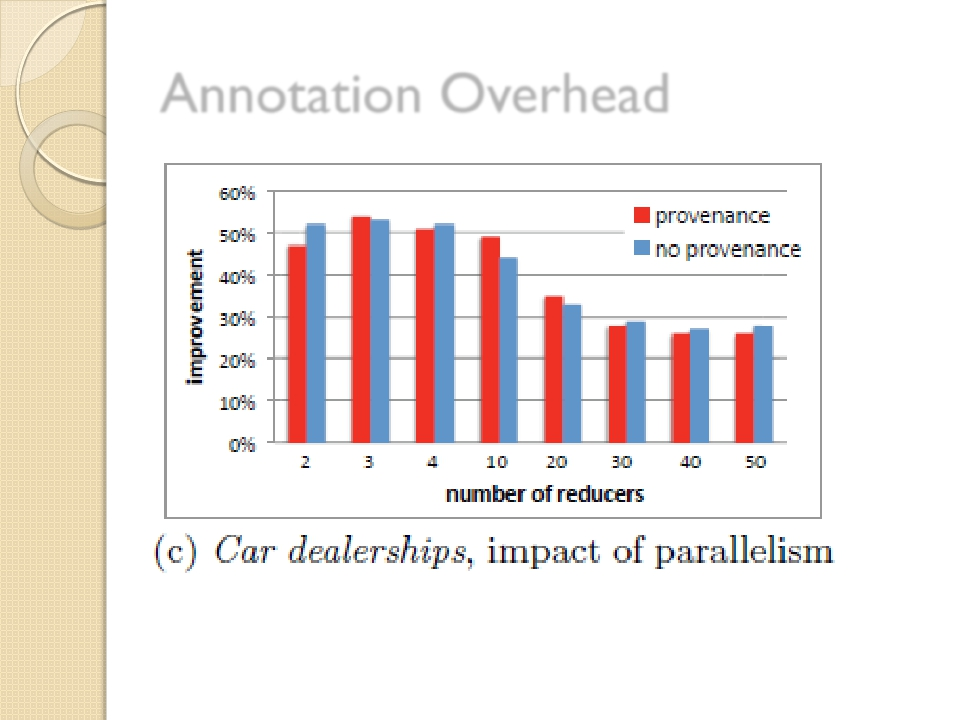 Annotation Overhead
60%
50%
40%
30%
20%
10%
0%
improvement
provenance
no provenance
2 3 4 10 20 30 40 50
number of reducers
(c) Car dealerships, impact of parallelism